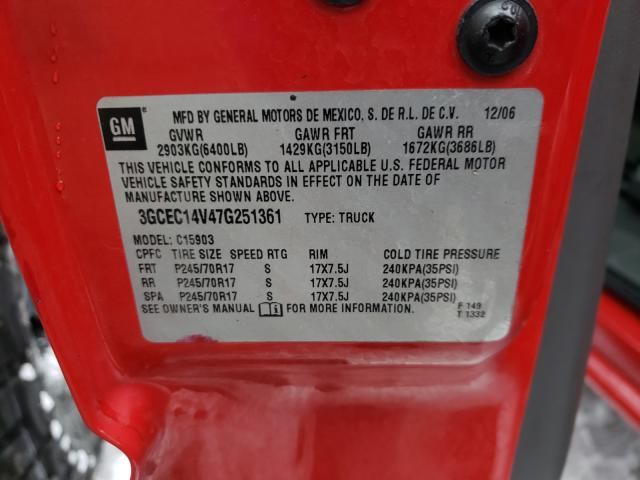 GM
MFD BY GENERAL MOTORS DE MEXICO, S. DE R.L. DE C.V. 12/06
GVWR GAWR FRT GAWR RR
2903KG(6400LB) 1429KG(3150LB) 1672KG(3686LB)
THIS VEHICLE CONFORMS TO ALL APPLICABLE U.S. FEDERAL MOTOR
VEHICLE SAFETY STANDARDS IN EFFECT ON THE DATE OF
MANUFACTURE SHOWN ABOVE.
3GCEC14V47G251361 TYPE: TRUCK
MODEL: C15903
CPFC TIRE SIZE SPEED RTG RIM COLD TIRE PRESSURE
FRT P245/70R17 S 17X7.5J 240KPA(35PSI)
RR P245/70R17 S 17X7.5J 240KPA(35PSI)
SPA P245/70R17 S 17X7.5J 240KPA(35PSI)
SEE OWNER'S MANUAL FOR MORE INFORMATION.
F 149
T 1332